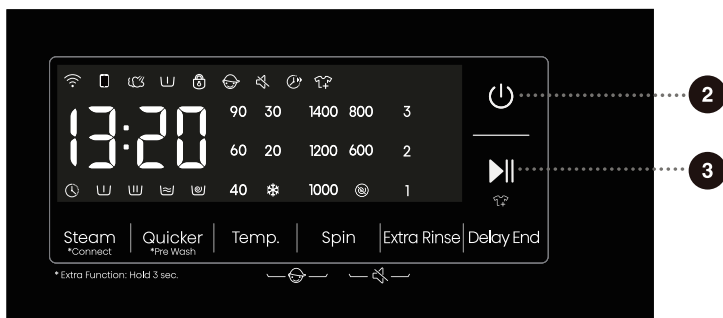 13:20
90 30 1400 800 3
60 20 1200 600 2
40 1000 1
Steam Quicker Temp. Spin Extra Rinse Delay End
*Connect *Pre Wash
* Extra Function: Hold 3 sec.
2
3